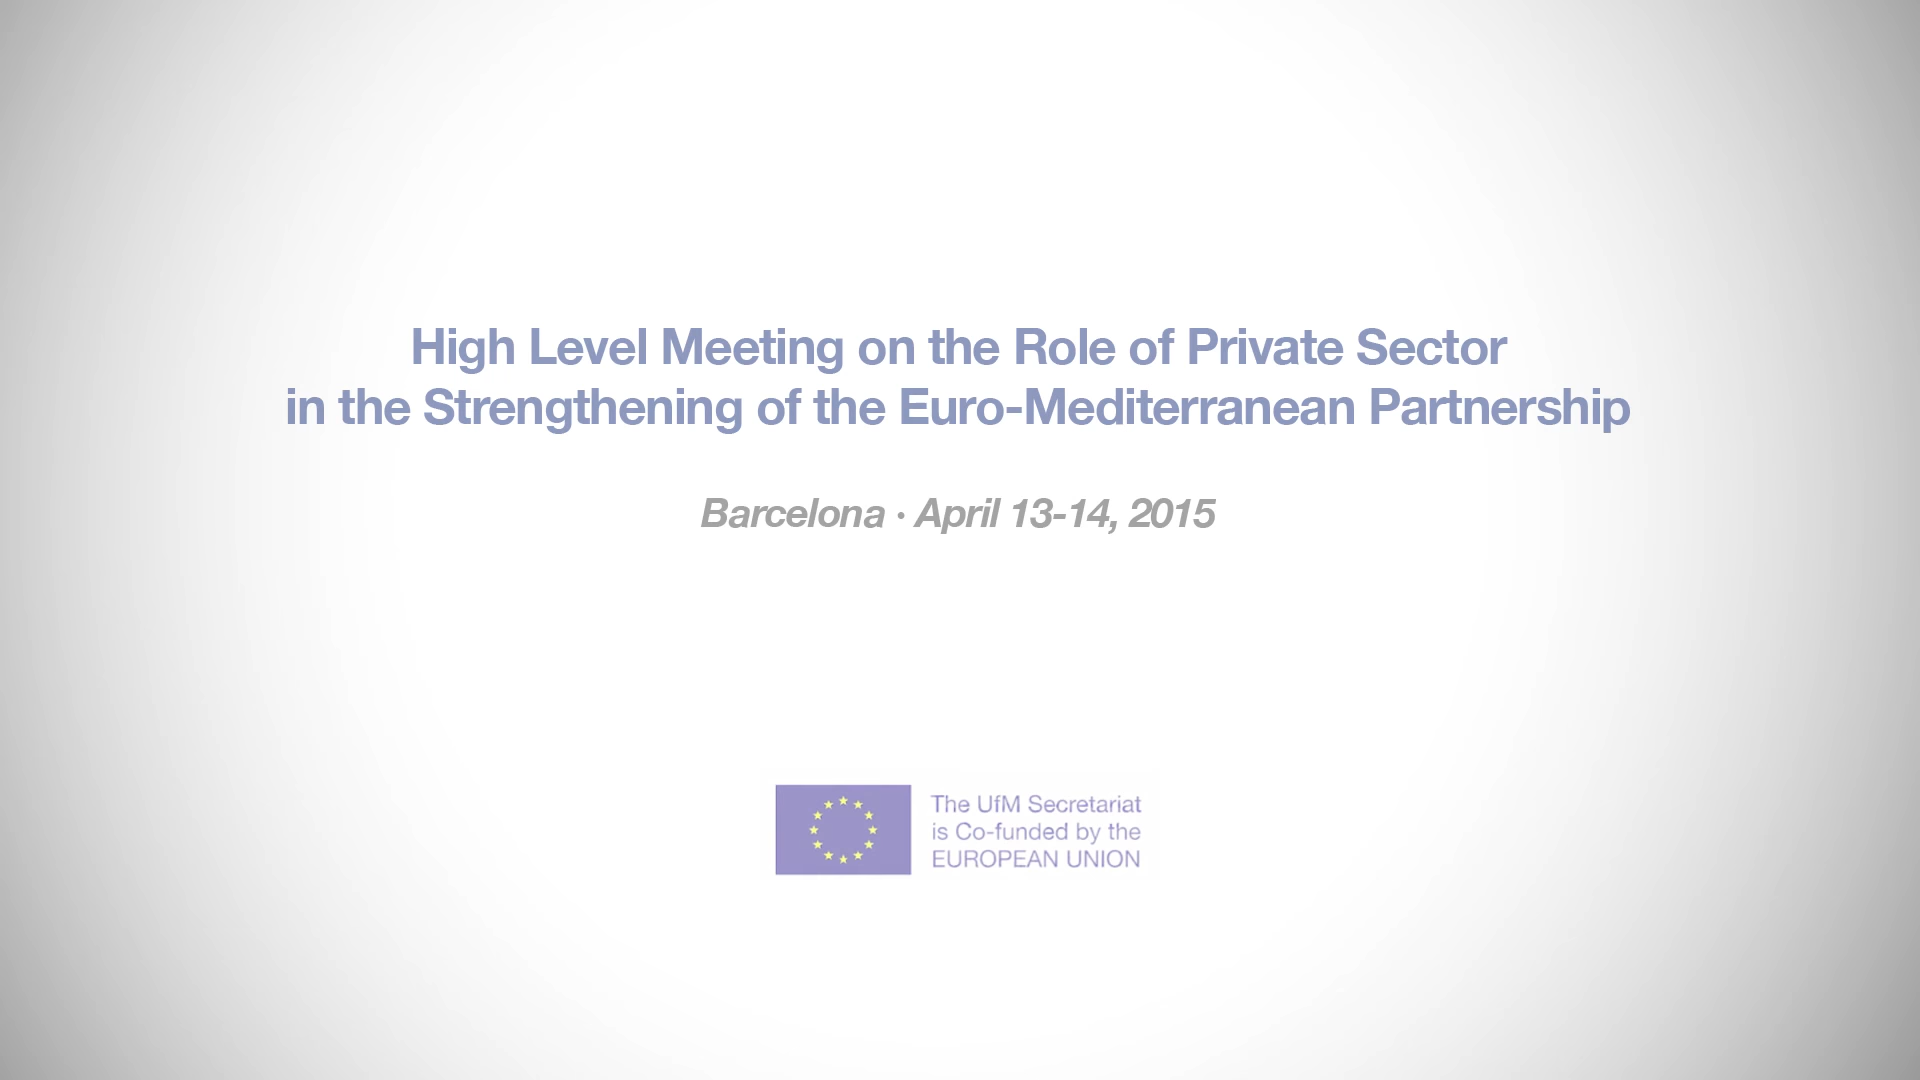 High Level Meeting on the Role of Private Sector
in the Strengthening of the Euro-Mediterranean Partnership
Barcelona · April 13-14, 2015
The UfM Secretariat
is Co-funded by the
EUROPEAN UNION